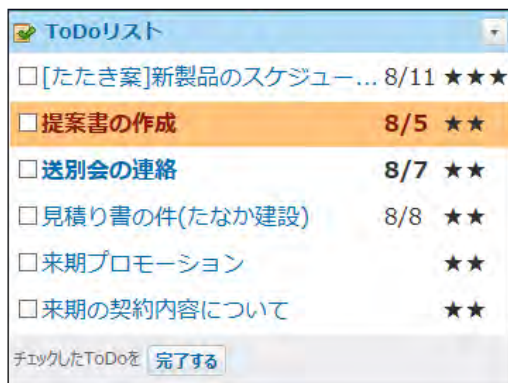 ToDoリスト
[たたき案]新製品のスケジュー... 8/11 ★★★
提案書の作成 8/5 ★★
送別会の連絡 8/7 ★★
見積り書の件(たなか建設) 8/8 ★★
来期プロモーション ★★
来期の契約内容について ★★
チェックしたToDoを 完了する